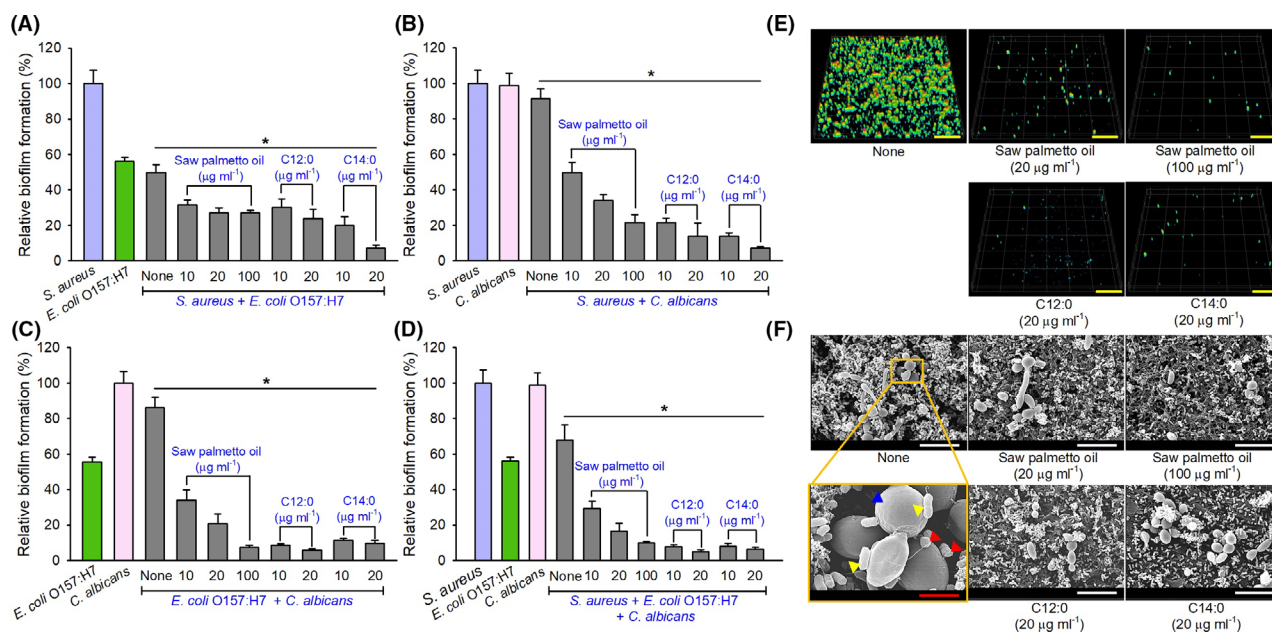 (A)
Relative biofilm formation (%)
120
100
80
60
40
20
0
*
Saw palmetto oil
(μg ml⁻¹)
C12:0
(μg ml⁻¹)
C14:0
(μg ml⁻¹)
S. aureus
E. coli O157:H7
None 10 20 100 10 20 10 20
S. aureus + E. coli O157:H7
(B)
Relative biofilm formation (%)
120
100
80
60
40
20
0
*
Saw palmetto oil
(μg ml⁻¹)
C12:0
(μg ml⁻¹)
C14:0
(μg ml⁻¹)
S. aureus
C. albicans
None 10 20 100 10 20 10 20
S. aureus + C. albicans
(C)
Relative biofilm formation (%)
120
100
80
60
40
20
0
*
Saw palmetto oil
(μg ml⁻¹)
C12:0
(μg ml⁻¹)
C14:0
(μg ml⁻¹)
E. coli O157:H7
C. albicans
None 10 20 100 10 20 10 20
E. coli O157:H7 + C. albicans
(D)
Relative biofilm formation (%)
120
100
80
60
40
20
0
*
Saw palmetto oil
(μg ml⁻¹)
C12:0
(μg ml⁻¹)
C14:0
(μg ml⁻¹)
S. aureus
E. coli O157:H7
C. albicans
None 10 20 100 10 20 10 20
S. aureus + E. coli O157:H7
+ C. albicans
(E)
None
Saw palmetto oil
(20 μg ml⁻¹)
Saw palmetto oil
(100 μg ml⁻¹)
C12:0
(20 μg ml⁻¹)
C14:0
(20 μg ml⁻¹)
(F)
None
Saw palmetto oil
(20 μg ml⁻¹)
Saw palmetto oil
(100 μg ml⁻¹)
C12:0
(20 μg ml⁻¹)
C14:0
(20 μg ml⁻¹)